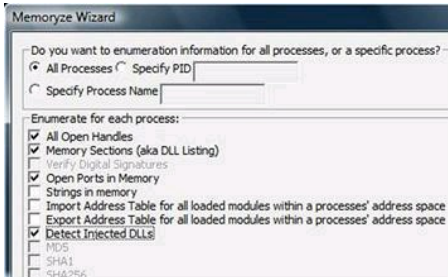 Memoryze Wizard
Do you want to enumeration information for all processes, or a specific process?
All Processes Specify PID
Specify Process Name
Enumerate for each process:
All Open Handles
Memory Sections (aka DLL Listing)
Verify Digital Signatures
Open Ports in Memory
Strings in memory
Import Address Table for all loaded modules within a processes' address space
Export Address Table for all loaded modules within a processes' address space
Detect Injected DLLs
MD5
SHA1
SHA256